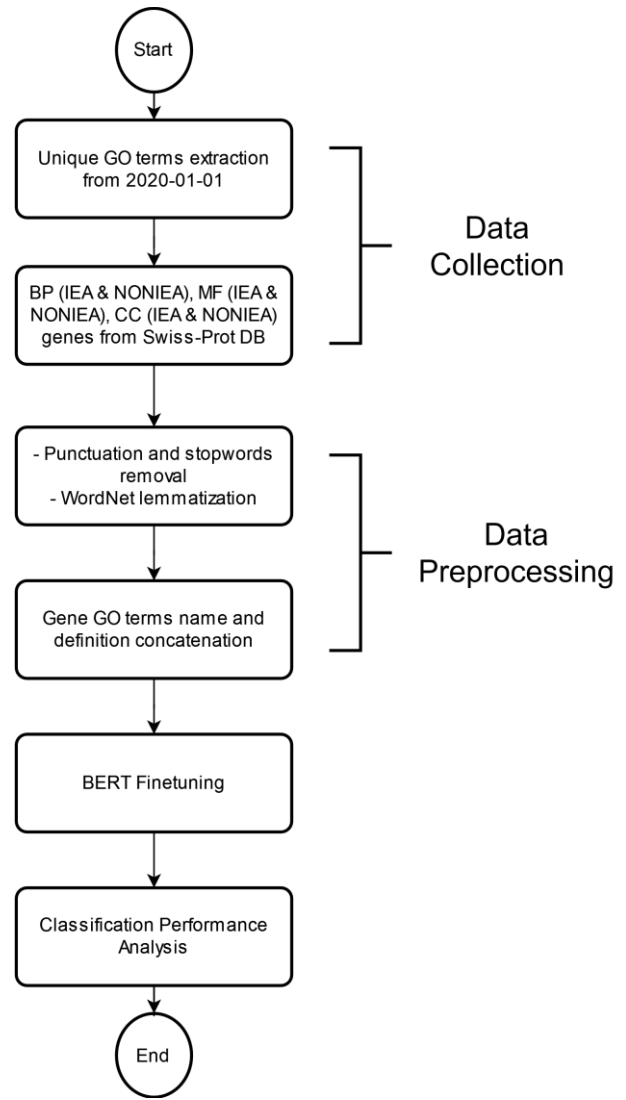 Start
Unique GO terms extraction
from 2020-01-01
Data
Collection
BP (IEA & NONIEA), MF (IEA &
NONIEA), CC (IEA & NONIEA)
genes from Swiss-Prot DB
- Punctuation and stopwords
removal
- WordNet lemmatization
Data
Preprocessing
Gene GO terms name and
definition concatenation
BERT Finetuning
Classification Performance
Analysis
End